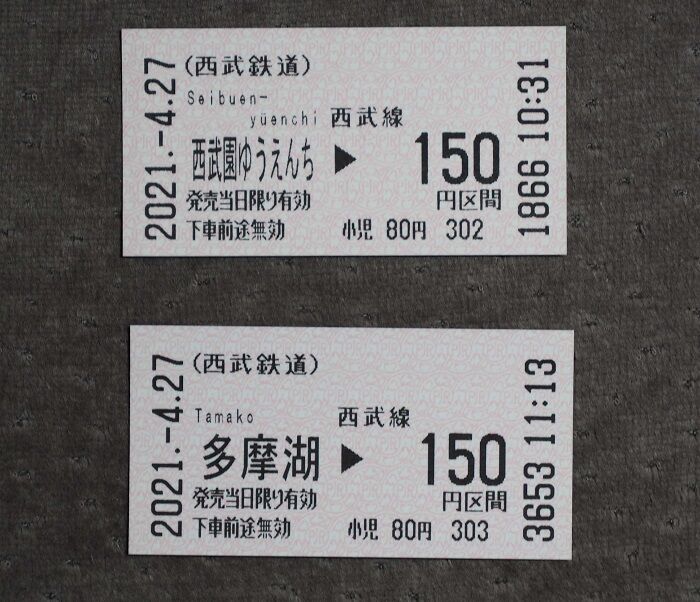 2021.-4.27
(西武鉄道)
Seibuen-
yūenchi 西武線
西武園ゆうえんち ▶ 150
発売当日限り有効 円区間
下車前途無効 小児 80円 302
1866 10:31
2021.-4.27
(西武鉄道)
Tamako 西武線
多摩湖 ▶ 150
発売当日限り有効 円区間
下車前途無効 小児 80円 303
3653 11:13